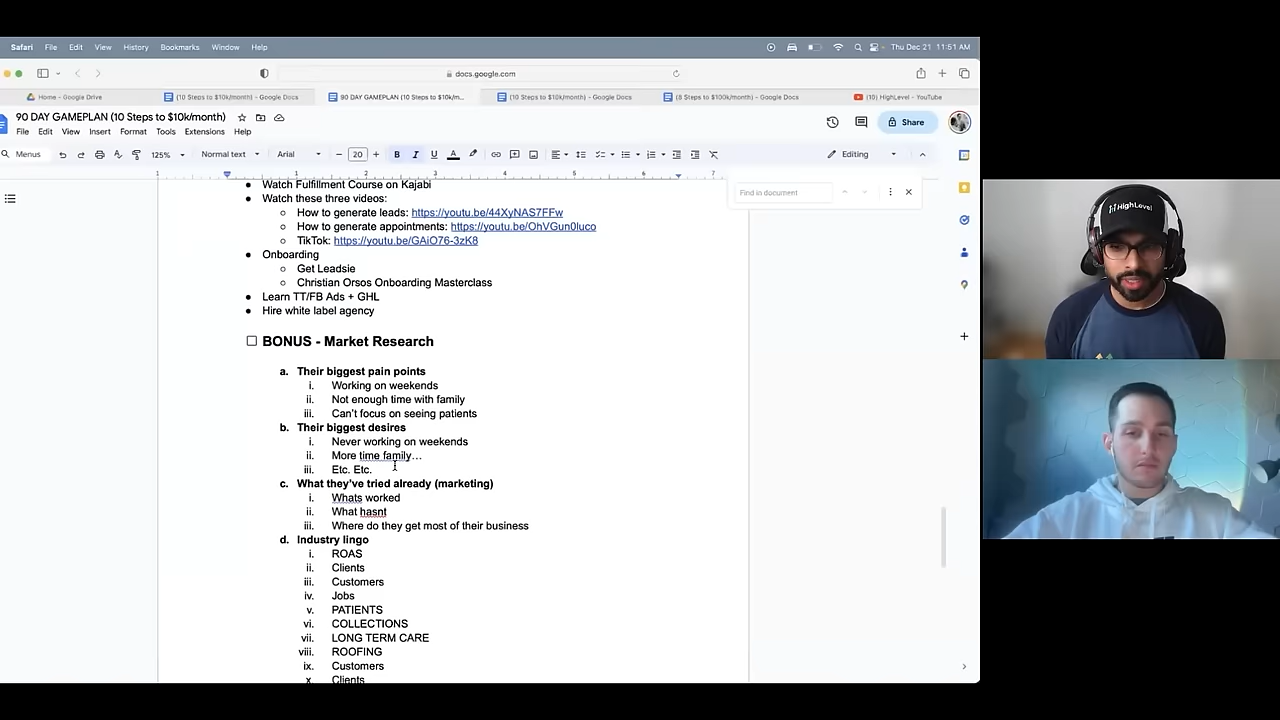 Safari File Edit View History Bookmarks Window Help Thu Dec 21 11:51 AM
docs.google.com
Home - Google Drive (10 Steps to $10k/month) - Google Docs 90 DAY GAMEPLAN (10 Steps to $10k/m... (10 Steps to $10k/month) - Google Docs (8 Steps to $100k/month) - Google Docs (10) HighLevel - YouTube
90 DAY GAMEPLAN (10 Steps to $10k/month)
File Edit View Insert Format Tools Extensions Help
Share
Menus 125% Normal text Arial 20 B I U A Editing
1 1 2 3 4 5 6 7
Find in document
Watch Fulfillment Course on Kajabi
Watch these three videos:
How to generate leads: https://youtu.be/44XyNAS7FFw
How to generate appointments: https://youtu.be/OhVGun0luco
TikTok: https://youtu.be/GAiO76-3zK8
Onboarding
Get Leadsie
Christian Orsos Onboarding Masterclass
Learn TT/FB Ads + GHL
Hire white label agency
BONUS - Market Research
a. Their biggest pain points
i. Working on weekends
ii. Not enough time with family
iii. Can't focus on seeing patients
b. Their biggest desires
i. Never working on weekends
ii. More time family…
iii. Etc. Etc.
c. What they've tried already (marketing)
i. Whats worked
ii. What hasnt
iii. Where do they get most of their business
d. Industry lingo
i. ROAS
ii. Clients
iii. Customers
iv. Jobs
v. PATIENTS
vi. COLLECTIONS
vii. LONG TERM CARE
viii. ROOFING
ix. Customers
x. Clients
HighLevel